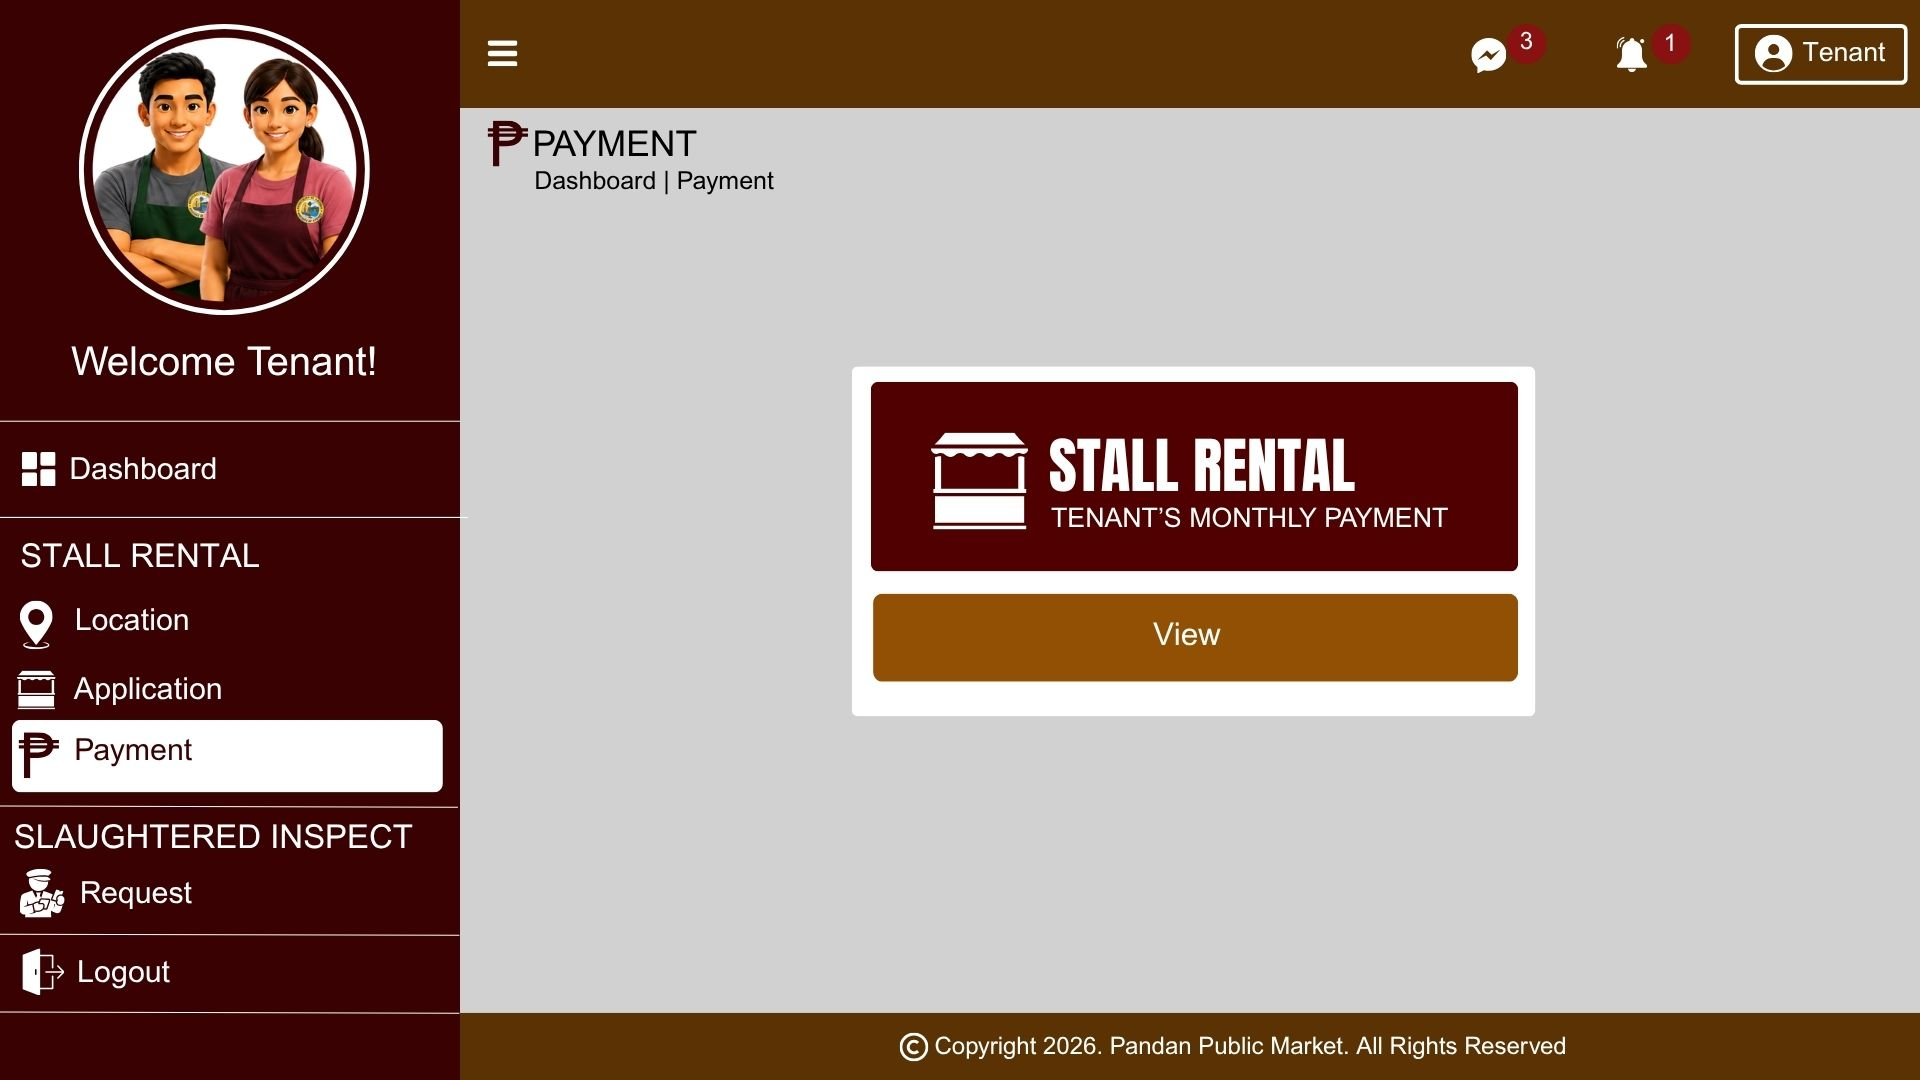 3
1
Tenant
PAYMENT
Dashboard | Payment
Welcome Tenant!
Dashboard
STALL RENTAL
Location
Application
Payment
SLAUGHTERED INSPECT
Request
Logout
STALL RENTAL
TENANT’S MONTHLY PAYMENT
View
© Copyright 2026. Pandan Public Market. All Rights Reserved